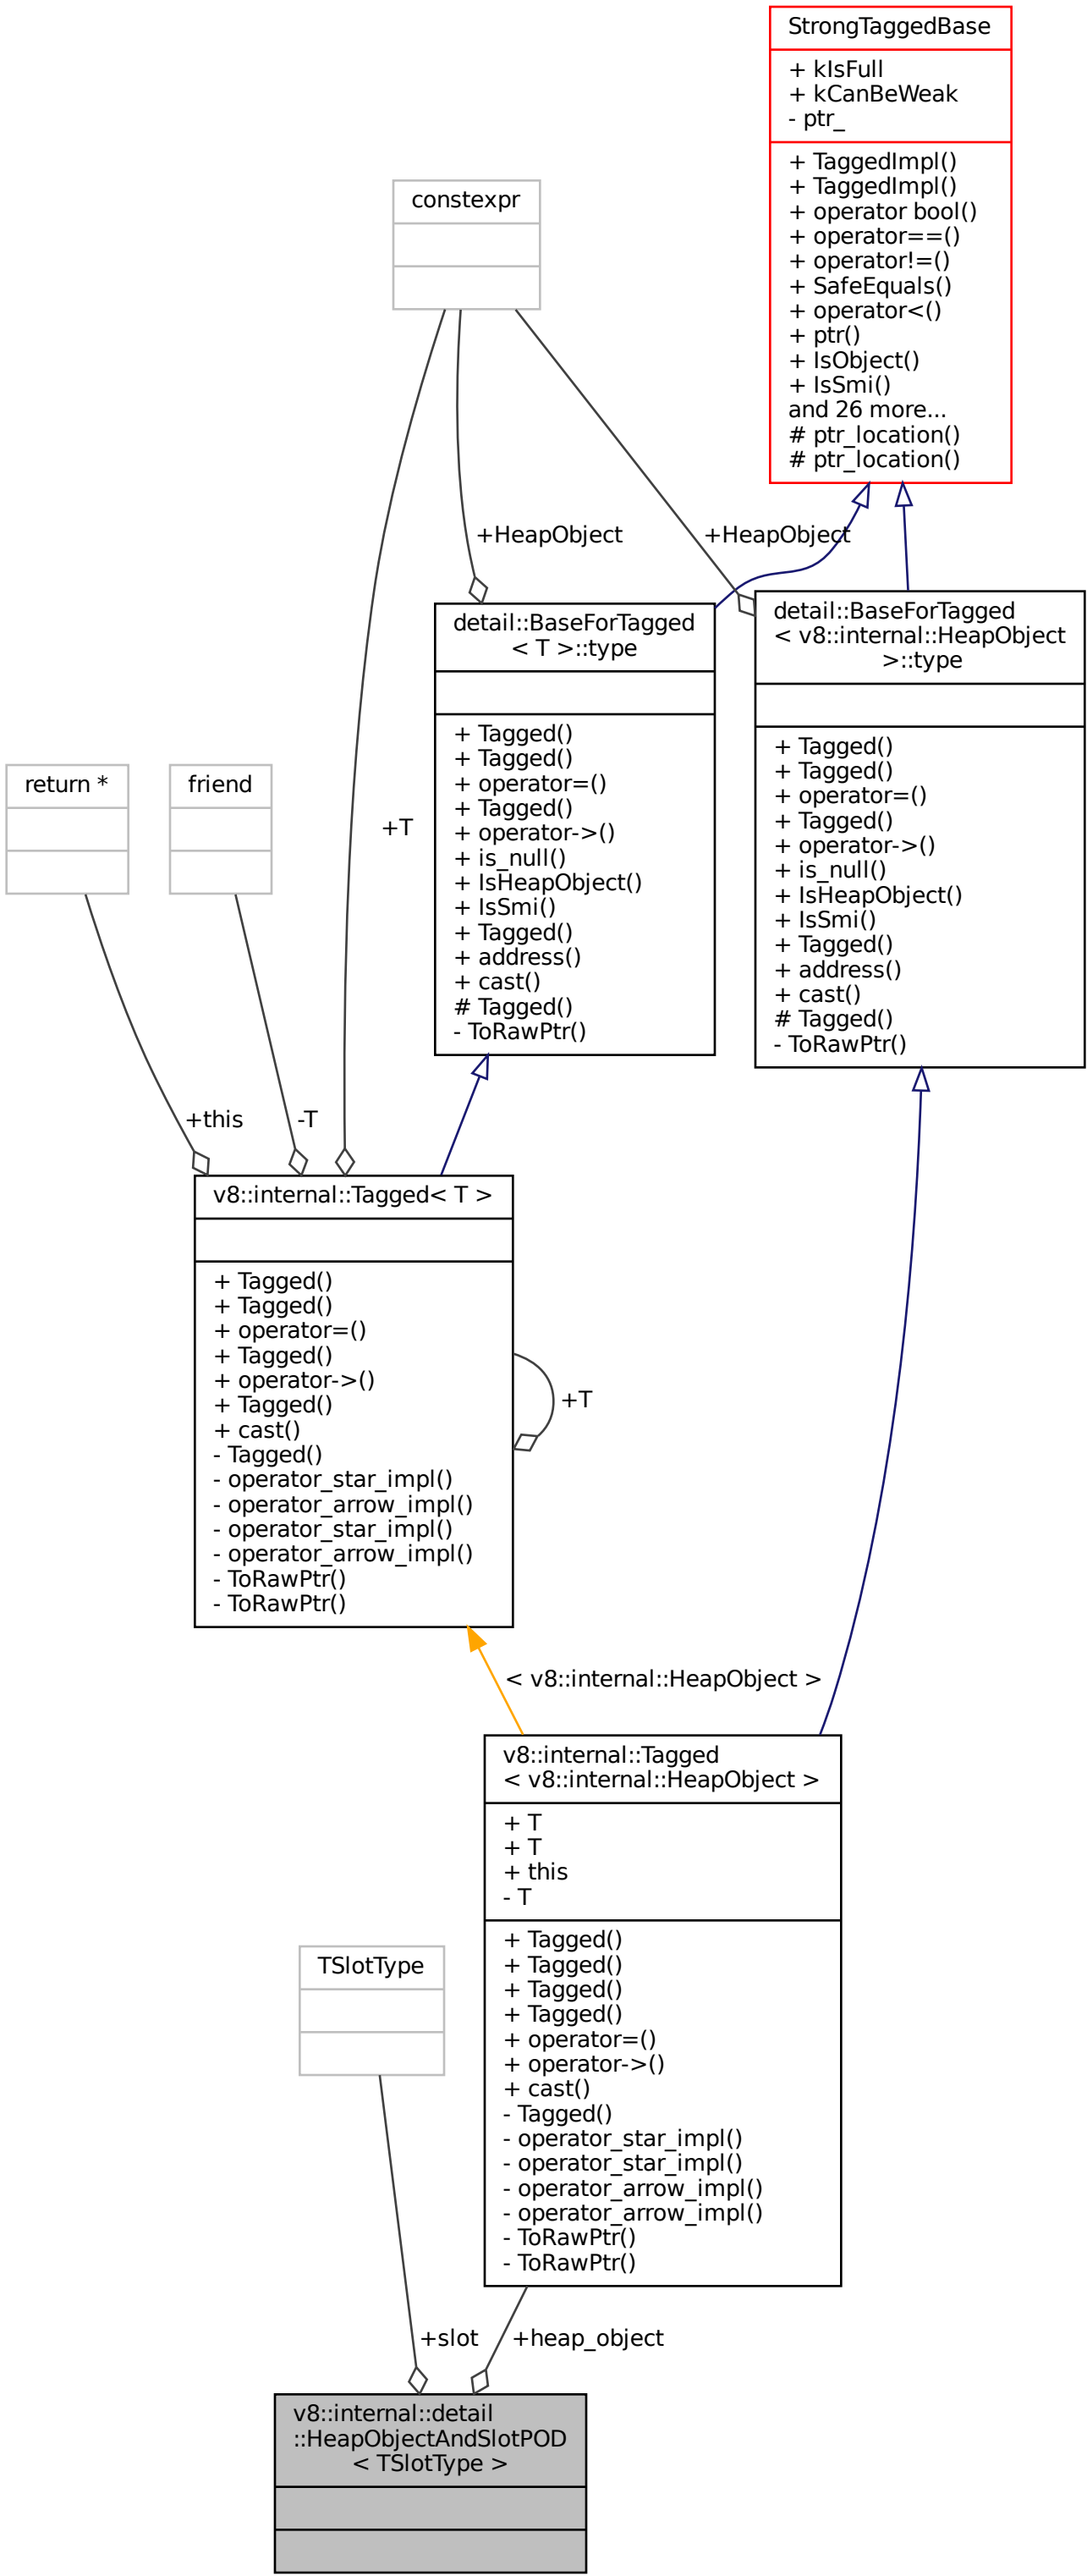 StrongTaggedBase
+ kIsFull
+ kCanBeWeak
- ptr_
+ TaggedImpl()
+ TaggedImpl()
+ operator bool()
+ operator==()
+ operator!=()
+ SafeEquals()
+ operator<()
+ ptr()
+ IsObject()
+ IsSmi()
and 26 more...
# ptr_location()
# ptr_location()
constexpr
+HeapObject
+HeapObject
detail::BaseForTagged
< T >::type
+ Tagged()
+ Tagged()
+ operator=()
+ Tagged()
+ operator->()
+ is_null()
+ IsHeapObject()
+ IsSmi()
+ Tagged()
+ address()
+ cast()
# Tagged()
- ToRawPtr()
detail::BaseForTagged
< v8::internal::HeapObject
>::type
+ Tagged()
+ Tagged()
+ operator=()
+ Tagged()
+ operator->()
+ is_null()
+ IsHeapObject()
+ IsSmi()
+ Tagged()
+ address()
+ cast()
# Tagged()
- ToRawPtr()
return *
friend
+T
+this
-T
v8::internal::Tagged< T >
+ Tagged()
+ Tagged()
+ operator=()
+ Tagged()
+ operator->()
+ Tagged()
+ cast()
- Tagged()
- operator_star_impl()
- operator_arrow_impl()
- operator_star_impl()
- operator_arrow_impl()
- ToRawPtr()
- ToRawPtr()
+T
< v8::internal::HeapObject >
v8::internal::Tagged
< v8::internal::HeapObject >
+ T
+ T
+ this
- T
+ Tagged()
+ Tagged()
+ Tagged()
+ Tagged()
+ operator=()
+ operator->()
+ cast()
- Tagged()
- operator_star_impl()
- operator_star_impl()
- operator_arrow_impl()
- operator_arrow_impl()
- ToRawPtr()
- ToRawPtr()
TSlotType
+slot
+heap_object
v8::internal::detail
::HeapObjectAndSlotPOD
< TSlotType >